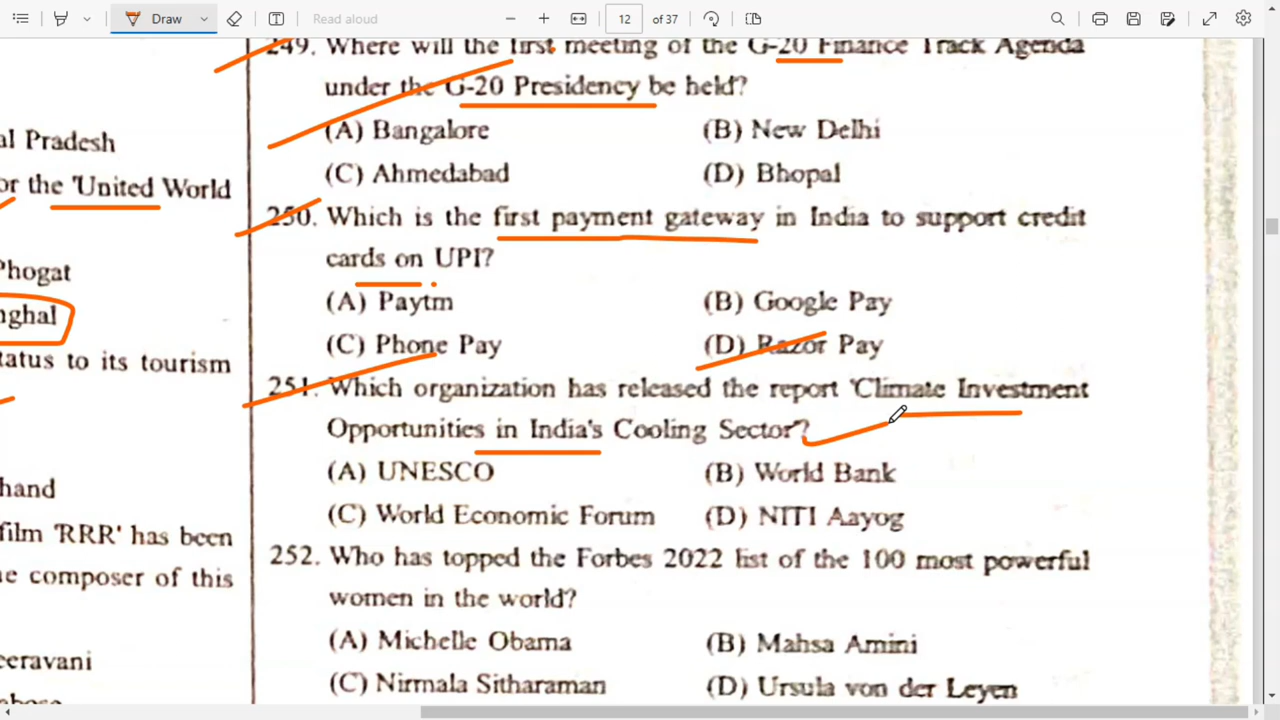 Draw
Read aloud
12
of 37
al Pradesh
or the 'United World
Phogat
nghal
tatus to its tourism
hand
film 'RRR' has been
e composer of this
eeravani
249. Where will the first meeting of the G-20 Finance Track Agenda
under the G-20 Presidency be held?
(A) Bangalore (B) New Delhi
(C) Ahmedabad (D) Bhopal
250. Which is the first payment gateway in India to support credit
cards on UPI?
(A) Paytm (B) Google Pay
(C) Phone Pay (D) Razor Pay
251. Which organization has released the report 'Climate Investment
Opportunities in India's Cooling Sector'?
(A) UNESCO (B) World Bank
(C) World Economic Forum (D) NITI Aayog
252. Who has topped the Forbes 2022 list of the 100 most powerful
women in the world?
(A) Michelle Obama (B) Mahsa Amini
(C) Nirmala Sitharaman (D) Ursula von der Leyen